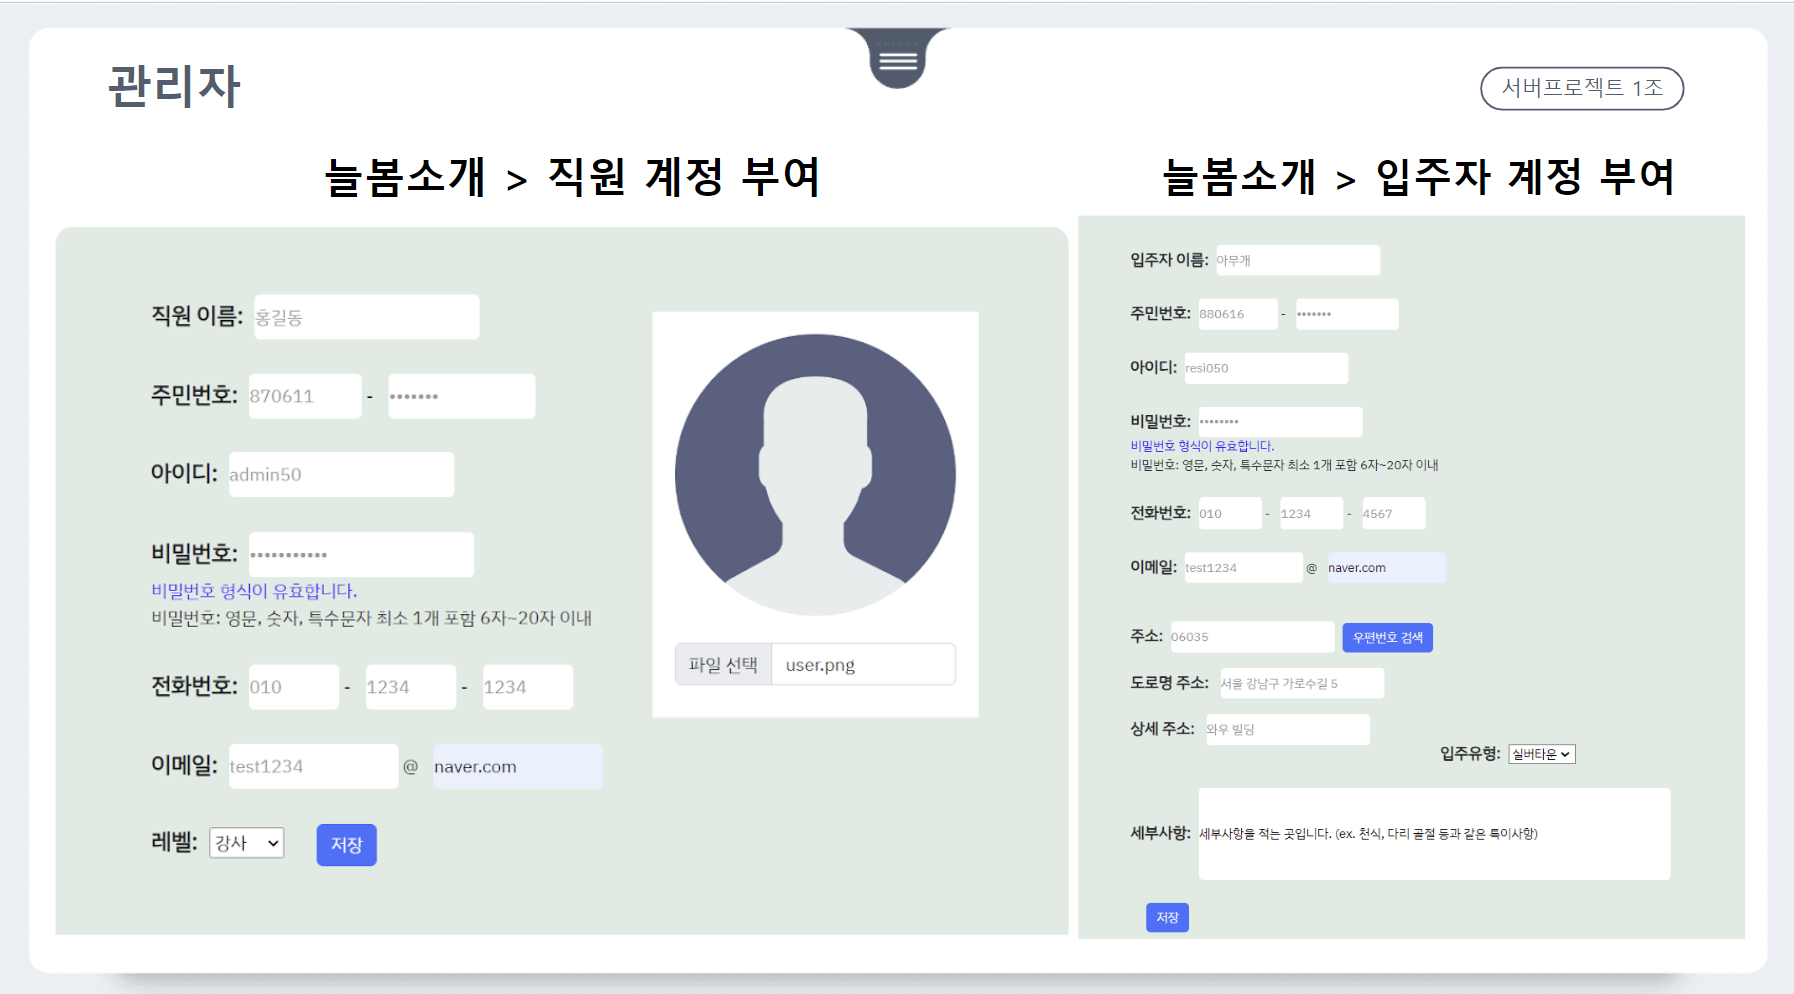 관리자
서버프로젝트 1조
늘봄소개 > 직원 계정 부여
직원 이름: 홍길동
주민번호: 870611 - •••••••
아이디: admin50
비밀번호: •••••••••••
비밀번호 형식이 유효합니다.
비밀번호: 영문, 숫자, 특수문자 최소 1개 포함 6자~20자 이내
전화번호: 010 - 1234 - 1234
이메일: test1234 @ naver.com
레벨: 강사 저장
파일 선택 user.png
늘봄소개 > 입주자 계정 부여
입주자 이름: 아무개
주민번호: 880616 - •••••••
아이디: resi050
비밀번호: ••••••••
비밀번호 형식이 유효합니다.
비밀번호: 영문, 숫자, 특수문자 최소 1개 포함 6자~20자 이내
전화번호: 010 - 1234 - 4567
이메일: test1234 @ naver.com
주소: 06035 우편번호 검색
도로명 주소: 서울 강남구 가로수길 5
상세 주소: 와우 빌딩
입주유형: 실버타운
세부사항: 세부사항을 적는 곳입니다. (ex. 천식, 다리 골절 등과 같은 특이사항)
저장